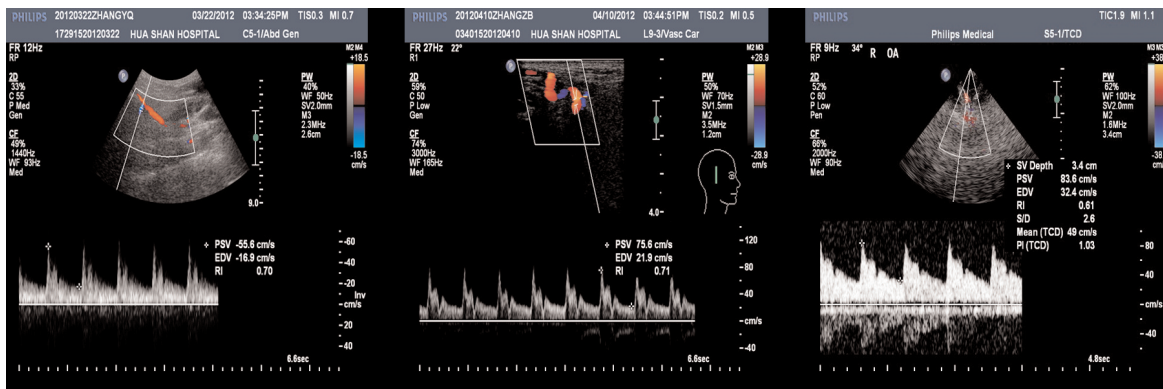 PHILIPS 20120322ZHANGYQ 03/22/2012 03:34:25PM TIS0.3 MI 0.7
17291520120322 HUA SHAN HOSPITAL C5-1/Abd Gen
FR 12Hz
RP
2D
33%
C 55
P Med
Gen
CF
49%
1440Hz
WF 93Hz
Med
M2 M4
+18.5
-18.5
cm/s
PW
40%
WF 50Hz
SV2.0mm
M3
2.3MHz
2.6cm
9.0-
PSV -55.6 cm/s
EDV -16.9 cm/s
RI 0.70
-60
-40
Inv
-cm/s
-20
-40
6.6sec
PHILIPS 20120410ZHANGZB 04/10/2012 03:44:51PM TIS0.2 MI 0.5
03401520120410 HUA SHAN HOSPITAL L9-3/Vasc Car
FR 27Hz 22°
R1
2D
59%
C 50
P Low
Gen
CF
74%
3000Hz
WF 165Hz
Med
M2 M3
+28.9
-28.9
cm/s
PW
50%
WF 70Hz
SV1.5mm
M2
3.5MHz
1.2cm
4.0-
PSV 75.6 cm/s
EDV 21.9 cm/s
RI 0.71
-120
-80
-40
-cm/s
--40
6.6sec
PHILIPS TIC1.9 MI 1.1
Philips Medical S5-1/TCD
FR 9Hz 34° R OA
RP
2D
52%
C 60
P Low
Pen
CF
66%
2000Hz
WF 90Hz
Med
M3 M3
+38
-38
cm/s
PW
62%
WF 100Hz
SV2.0mm
M2
1.6MHz
3.4cm
SV Depth 3.4 cm
PSV 83.6 cm/s
EDV 32.4 cm/s
RI 0.61
S/D 2.6
Mean (TCD) 49 cm/s
PI (TCD) 1.03
-80
-40
-cm/s
--40
4.8sec